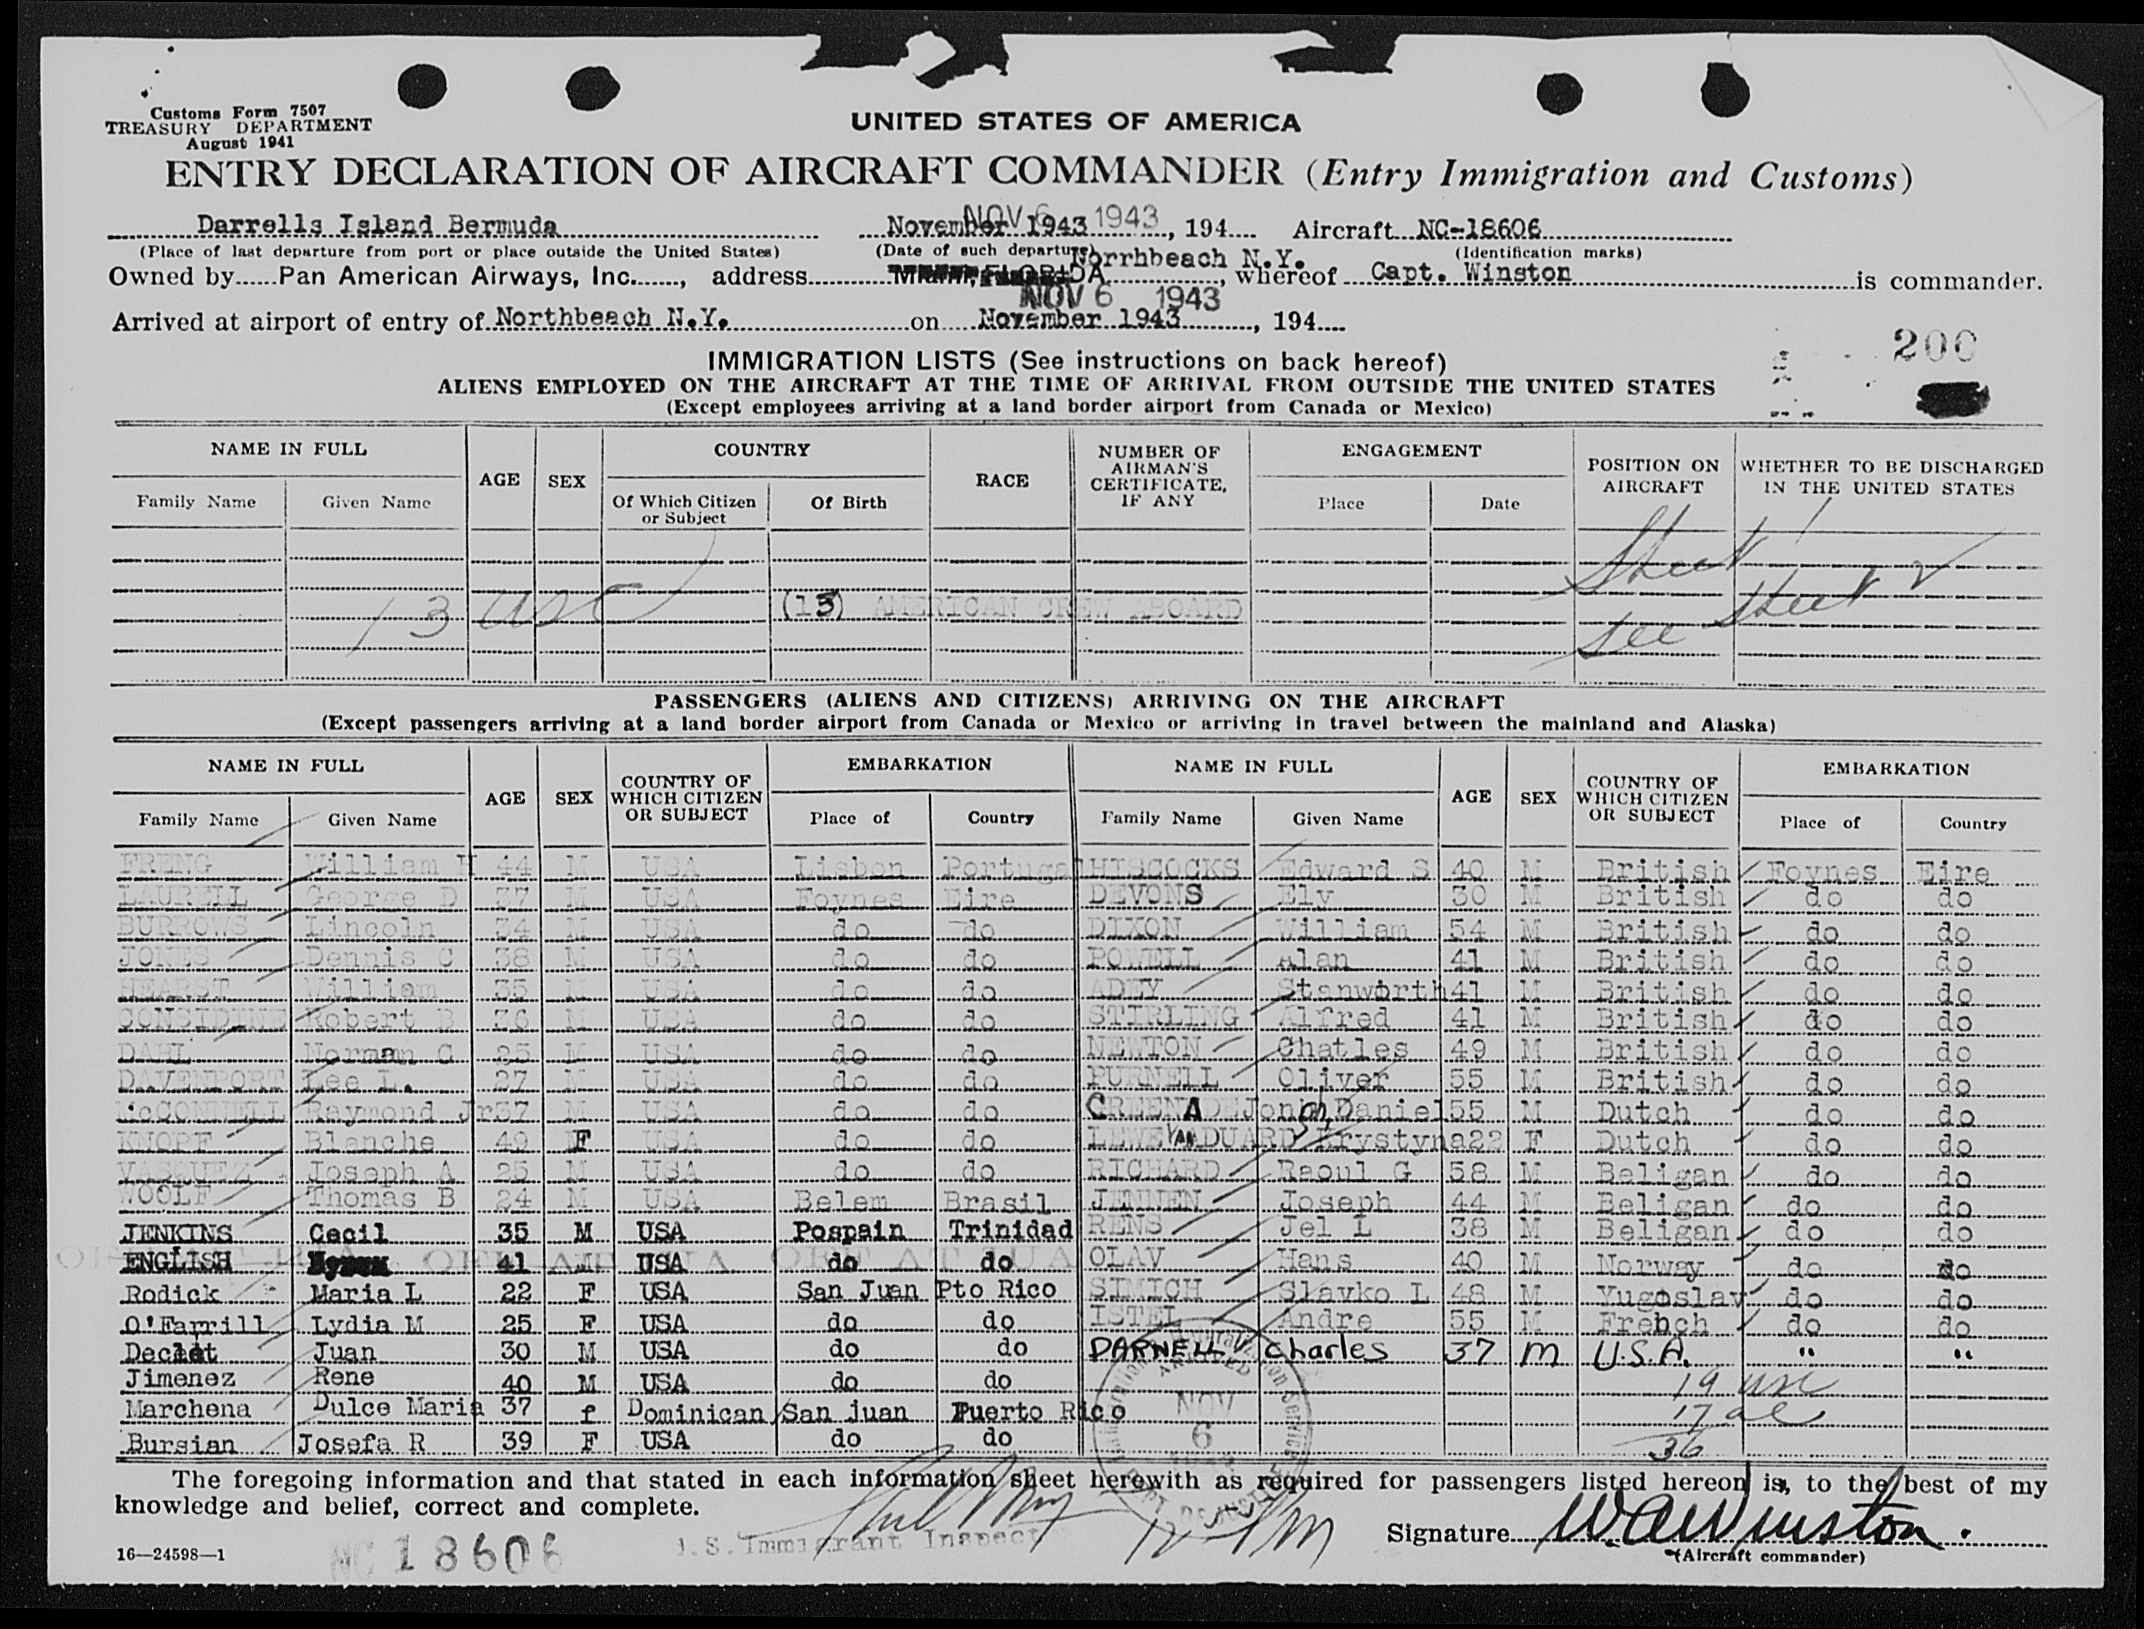 Customs Form 7507
TREASURY DEPARTMENT
August 1941
UNITED STATES OF AMERICA
ENTRY DECLARATION OF AIRCRAFT COMMANDER (Entry Immigration and Customs)
Darrells Island Bermuda November 1943 NOV 6 1943, 194 Aircraft NC-18606
(Place of last departure from port or place outside the United States) (Date of such departure) (Identification marks)
Owned by Pan American Airways, Inc., address Norrhbeach N.Y., whereof Capt. Winston is commander.
NOV 6 1943
Arrived at airport of entry of Northbeach N.Y. on November 1943, 194
200
IMMIGRATION LISTS (See instructions on back hereof)
ALIENS EMPLOYED ON THE AIRCRAFT AT THE TIME OF ARRIVAL FROM OUTSIDE THE UNITED STATES
(Except employees arriving at a land border airport from Canada or Mexico)
NAME IN FULL AGE SEX COUNTRY RACE NUMBER OF AIRMAN'S CERTIFICATE, IF ANY ENGAGEMENT POSITION ON AIRCRAFT WHETHER TO BE DISCHARGED IN THE UNITED STATES
Family Name Given Name Of Which Citizen or Subject Of Birth Place Date
Sheet 1
13 USC (13) AMERICAN CREW ABOARD
See Sheet 2
PASSENGERS (ALIENS AND CITIZENS) ARRIVING ON THE AIRCRAFT
(Except passengers arriving at a land border airport from Canada or Mexico or arriving in travel between the mainland and Alaska)
NAME IN FULL AGE SEX COUNTRY OF WHICH CITIZEN OR SUBJECT EMBARKATION NAME IN FULL AGE SEX COUNTRY OF WHICH CITIZEN OR SUBJECT EMBARKATION
Family Name Given Name Place of Country Family Name Given Name Place of Country
FRENG William H 44 M USA Lisbon Portugal HISCOCKS Edward S 40 M British Foynes Eire
LAURELL George D 37 M USA Foynes Eire DEVONS Ely 30 M British do do
BURROWS Lincoln 34 M USA do do DIXON William 54 M British do do
JONES Dennis C 38 M USA do do POWELL Alan 41 M British do do
HEARST William 35 M USA do do ADEY Stanworth 41 M British do do
CONSIDINE Robert B 36 M USA do do STIRLING Alfred 41 M British do do
DAHL Norman C 25 M USA do do NEWTON Chatles 49 M British do do
DAVENPORT Lee L. 27 M USA do do PURNELL Oliver 55 M British do do
McCONNELL Raymond Jr 37 M USA do do Daniel 55 M Dutch do do
KNOPF Blanche 49 F USA do do Krystyna 22 F Dutch do do
VASQUEZ Joseph A 25 M USA do do RICHARD Raoul G 58 M Beligan do do
WOOLF Thomas B 24 M USA Belem Brasil JENNEN Joseph 44 M Beligan do do
JENKINS Cecil 35 M USA Pospain Trinidad RENS Jel L 38 M Beligan do do
ENGLISH 41 M USA do do OLAV Hans 40 M Norway do do
Rodick Maria L 22 F USA San Juan Pto Rico SIMICH Slavko L 48 M Yugoslav do do
O'Farrill Lydia M 25 F USA do do ISTEL Andre 55 M French do do
Declet Juan 30 M USA do do PARNELL Charles 37 M U.S.A. " "
Jimenez Rene 40 M USA do do 19 usc
Marchena Dulce Maria 37 f Dominican San juan Puerto Rico 17 al
Bursian Josefa R 39 F USA do do 36
NOV 6
The foregoing information and that stated in each information sheet herewith as required for passengers listed hereon is, to the best of my
knowledge and belief, correct and complete.
U.S. Immigrant Inspect
Signature W.A. Winston.
(Aircraft commander)
16—24598—1 NC 18606